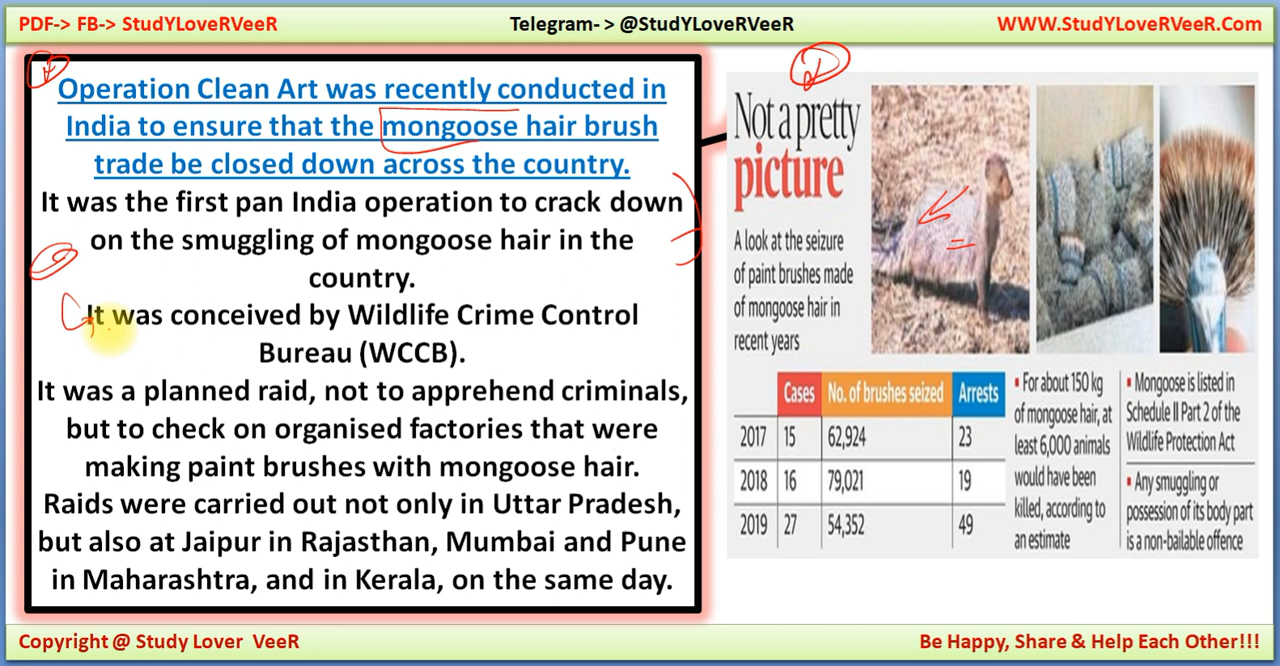 PDF-> FB-> StudYLoveRVeeR
Telegram- > @StudYLoveRVeeR
WWW.StudYLoveRVeeR.Com
Operation Clean Art was recently conducted in
India to ensure that the mongoose hair brush
trade be closed down across the country.
It was the first pan India operation to crack down
on the smuggling of mongoose hair in the
country.
It was conceived by Wildlife Crime Control
Bureau (WCCB).
It was a planned raid, not to apprehend criminals,
but to check on organised factories that were
making paint brushes with mongoose hair.
Raids were carried out not only in Uttar Pradesh,
but also at Jaipur in Rajasthan, Mumbai and Pune
in Maharashtra, and in Kerala, on the same day.
Not a pretty
picture
A look at the seizure
of paint brushes made
of mongoose hair in
recent years
Cases No. of brushes seized Arrests
2017 15 62,924 23
2018 16 79,021 19
2019 27 54,352 49
▪ For about 150 kg
of mongoose hair, at
least 6,000 animals
would have been
killed, according to
an estimate
▪ Mongoose is listed in
Schedule II Part 2 of the
Wildlife Protection Act
▪ Any smuggling or
possession of its body part
is a non-bailable offence
Copyright @ Study Lover VeeR
Be Happy, Share & Help Each Other!!!